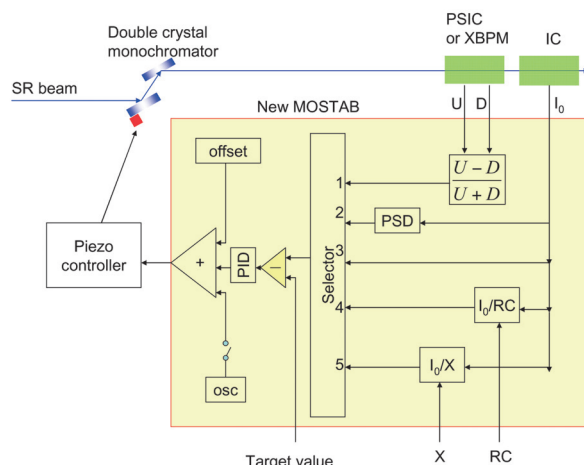 PSIC
or XBPM
IC
Double crystal
monochromator
SR beam
U
D
I₀
New MOSTAB
offset
U – D
U + D
1
2
PSD
3
Piezo
controller
+
PID
–
Selector
4
I₀/RC
5
I₀/X
osc
Target value
X
RC